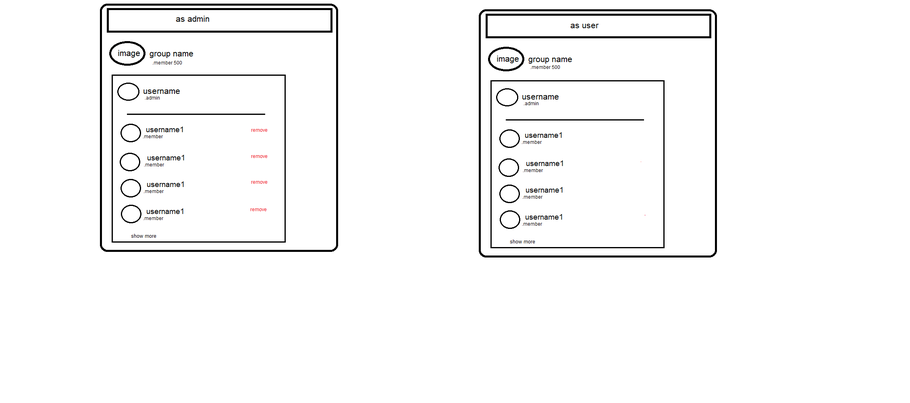 as admin
image
group name
.member 500
username
.admin
username1
.member
remove
username1
.member
remove
username1
.member
remove
username1
.member
remove
show more
as user
image
group name
.member 500
username
.admin
username1
.member
username1
.member
username1
.member
username1
.member
show more